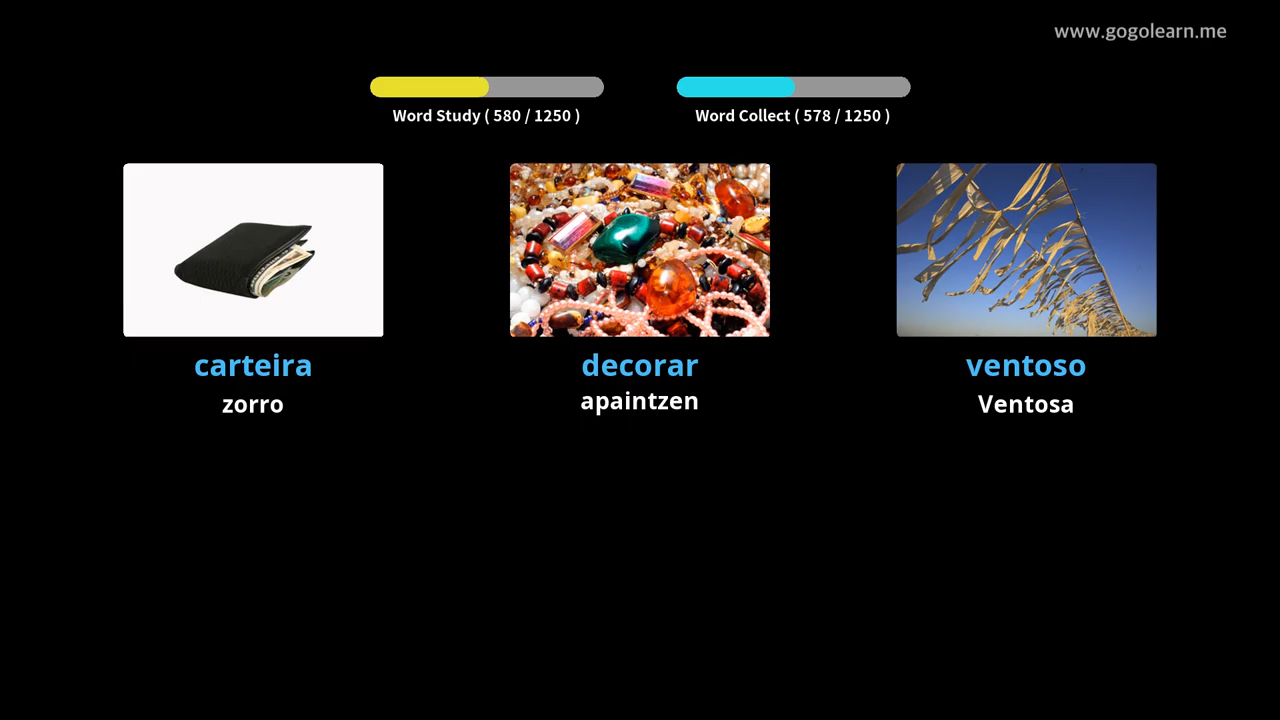 www.gogolearn.me
Word Study ( 580 / 1250 )
Word Collect ( 578 / 1250 )
carteira
zorro
decorar
apaintzen
ventoso
Ventosa